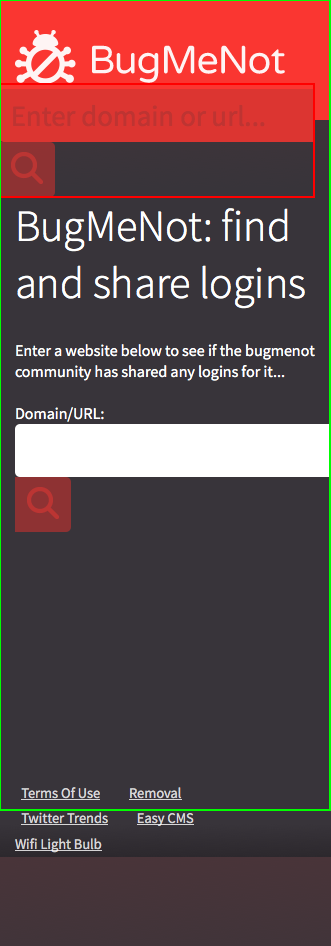 BugMeNot
Enter domain or url...
BugMeNot: find
and share logins
Enter a website below to see if the bugmenot
community has shared any logins for it...
Domain/URL:
Terms Of Use Removal
Twitter Trends Easy CMS
Wifi Light Bulb